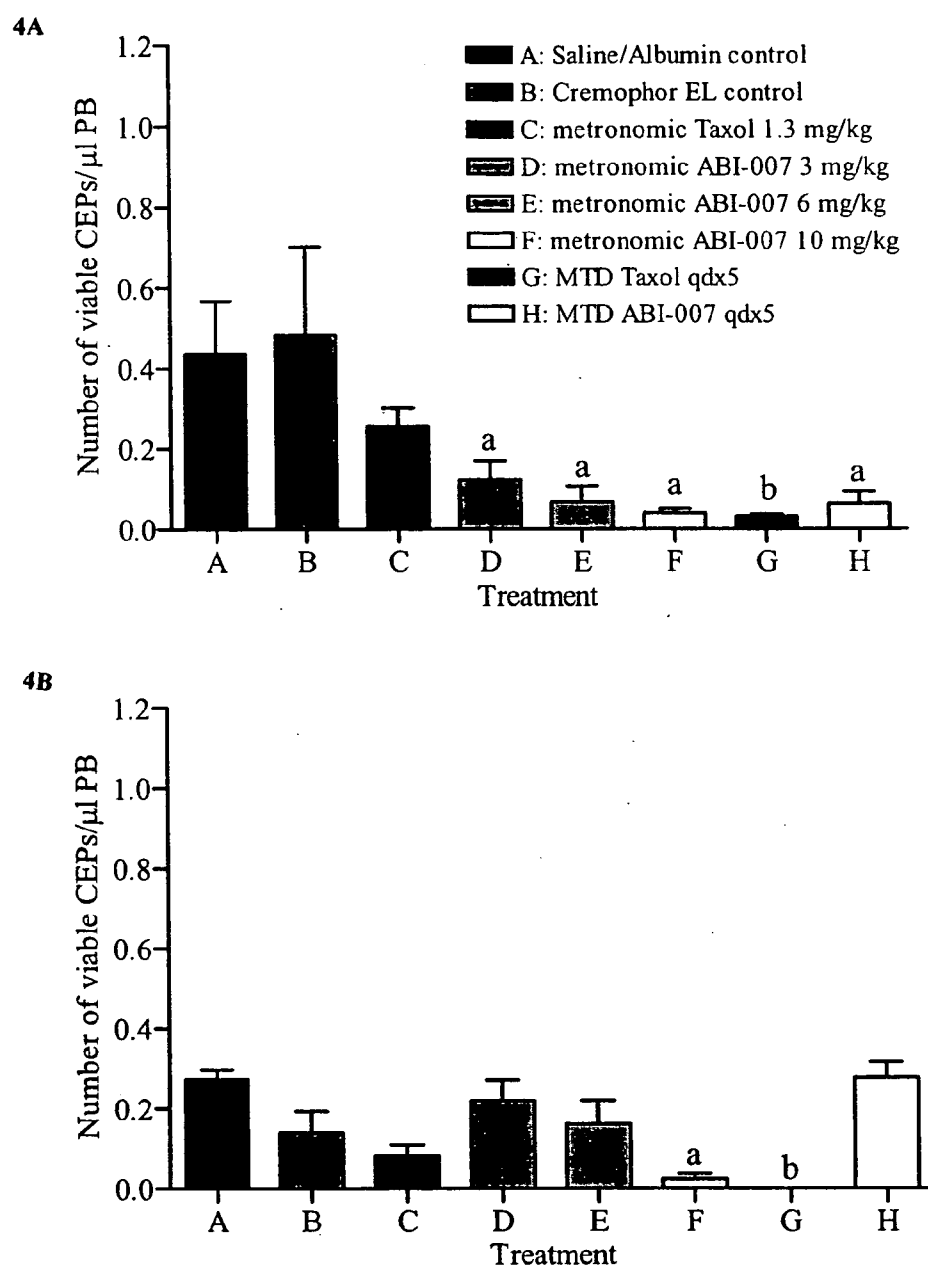 4A
1.2
1.0
0.8
0.6
0.4
0.2
0.0
Number of viable CEPs/µl PB
A: Saline/Albumin control
B: Cremophor EL control
C: metronomic Taxol 1.3 mg/kg
D: metronomic ABI-007 3 mg/kg
E: metronomic ABI-007 6 mg/kg
F: metronomic ABI-007 10 mg/kg
G: MTD Taxol qdx5
H: MTD ABI-007 qdx5
a a a b a
A B C D E F G H
Treatment
4B
1.2
1.0
0.8
0.6
0.4
0.2
0.0
Number of viable CEPs/µl PB
a b
A B C D E F G H
Treatment